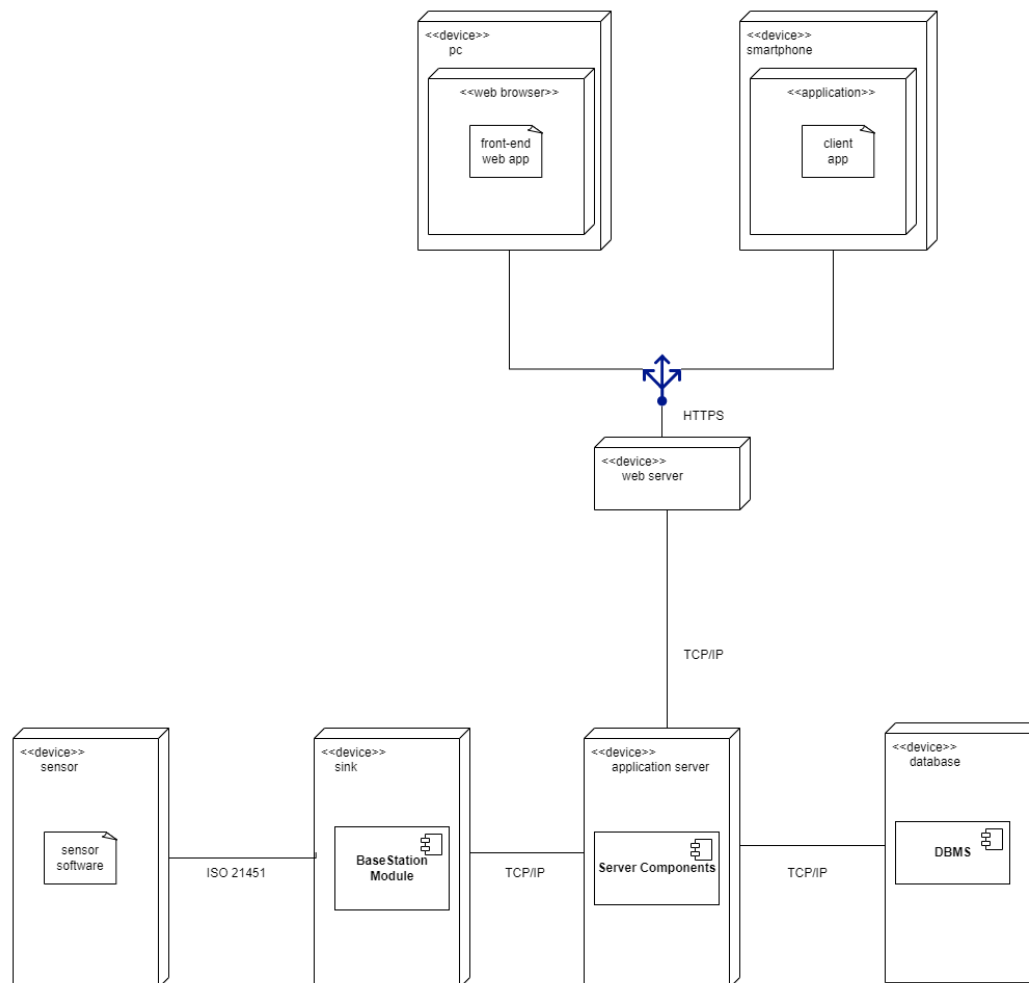 <<device>>
pc
<<web browser>>
front-end
web app
<<device>>
smartphone
<<application>>
client
app
HTTPS
<<device>>
web server
TCP/IP
<<device>>
sensor
sensor
software
ISO 21451
<<device>>
sink
BaseStation
Module
TCP/IP
<<device>>
application server
Server Components
TCP/IP
<<device>>
database
DBMS